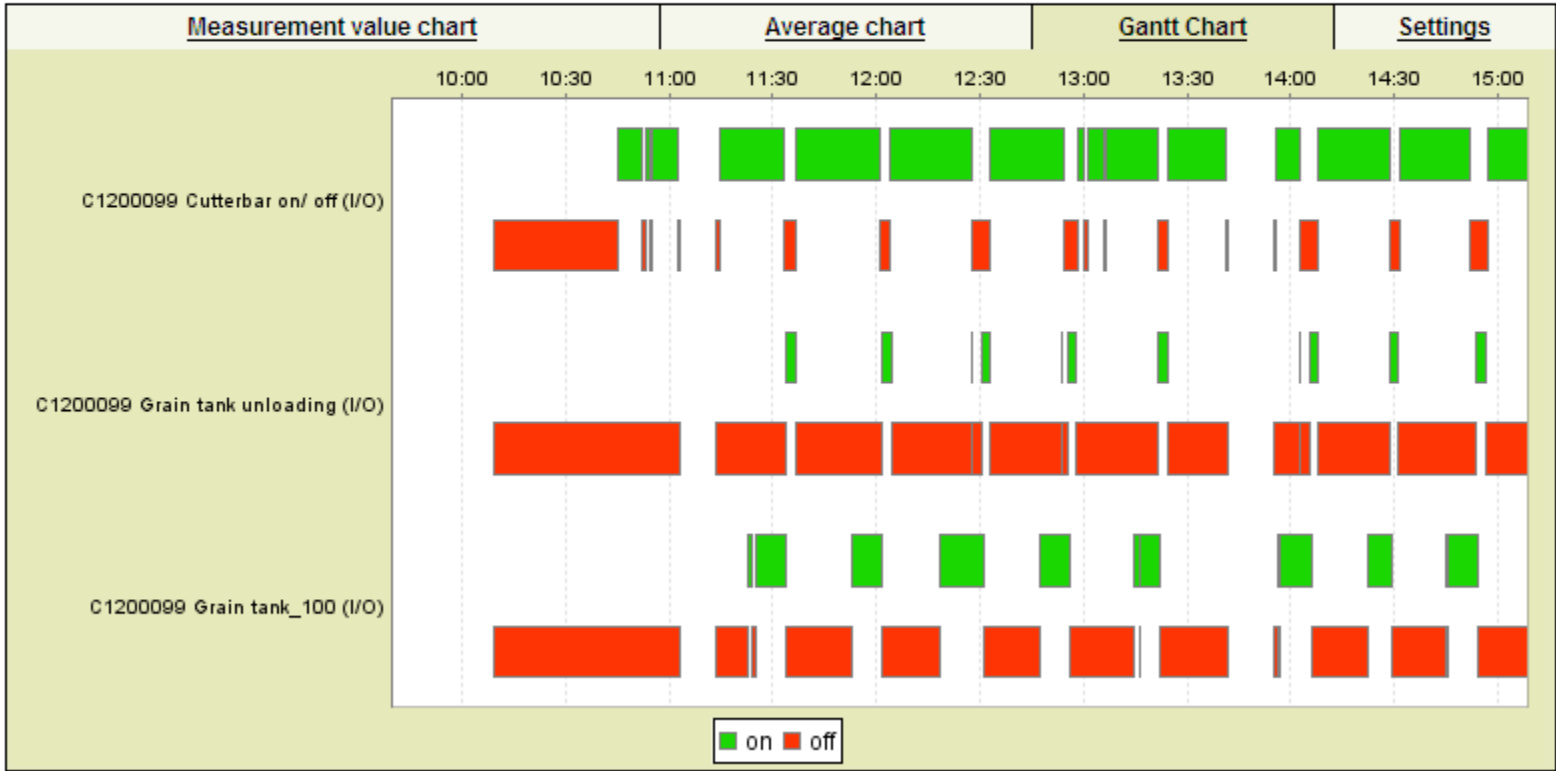 Measurement value chart Average chart Gantt Chart Settings
10:00 10:30 11:00 11:30 12:00 12:30 13:00 13:30 14:00 14:30 15:00
C1200099 Cutterbar on/ off (I/O)
C1200099 Grain tank unloading (I/O)
C1200099 Grain tank_100 (I/O)
on off